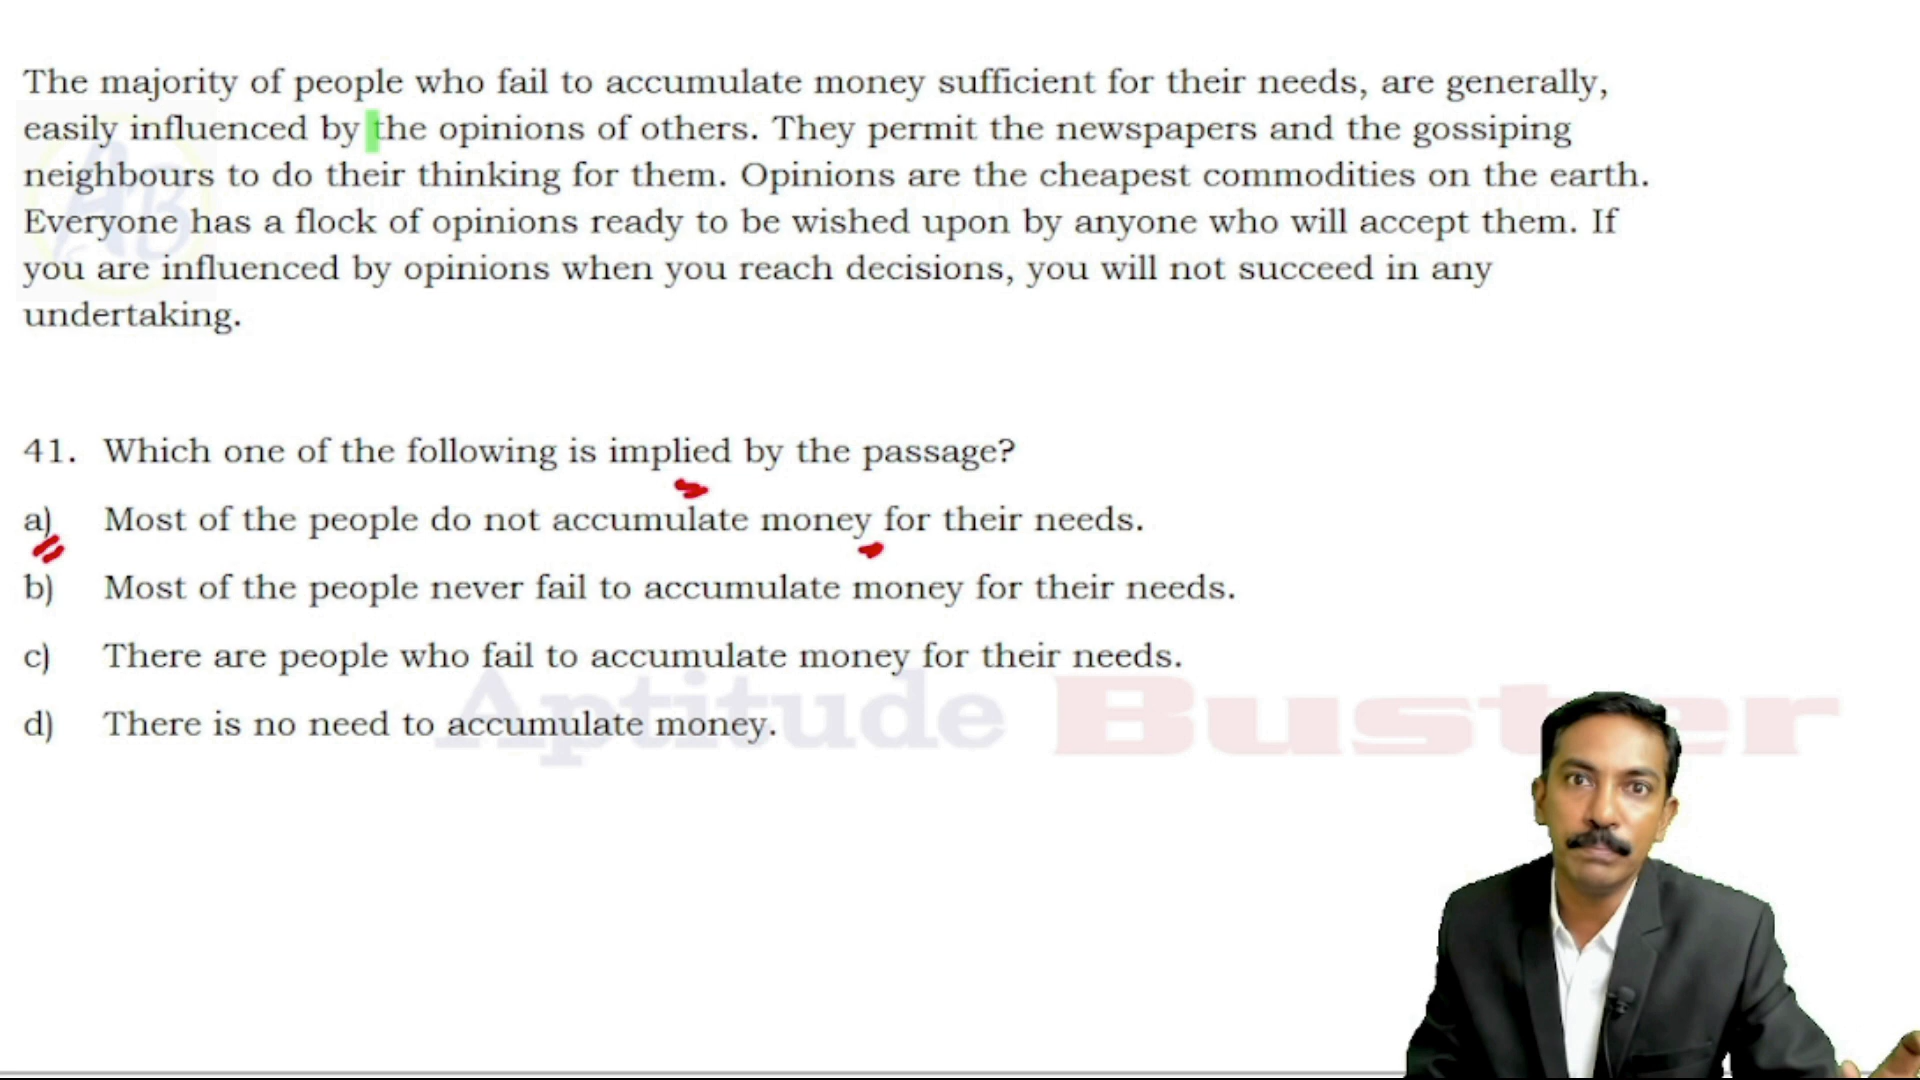 The majority of people who fail to accumulate money sufficient for their needs, are generally,
easily influenced by the opinions of others. They permit the newspapers and the gossiping
neighbours to do their thinking for them. Opinions are the cheapest commodities on the earth.
Everyone has a flock of opinions ready to be wished upon by anyone who will accept them. If
you are influenced by opinions when you reach decisions, you will not succeed in any
undertaking.
41. Which one of the following is implied by the passage?
a) Most of the people do not accumulate money for their needs.
b) Most of the people never fail to accumulate money for their needs.
c) There are people who fail to accumulate money for their needs.
d) There is no need to accumulate money.
Aptitude Buster
AB